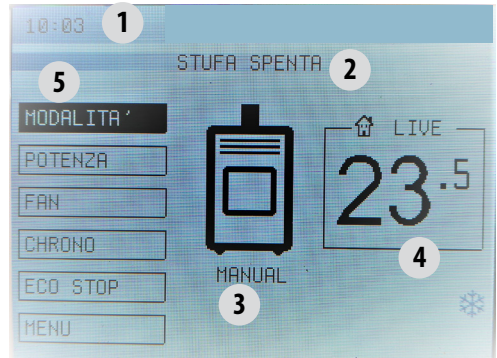 10:03 1
STUFA SPENTA 2
5
MODALITA'
POTENZA
FAN
CHRONO
ECO STOP
MENU
MANUAL
3
LIVE
23.5
4